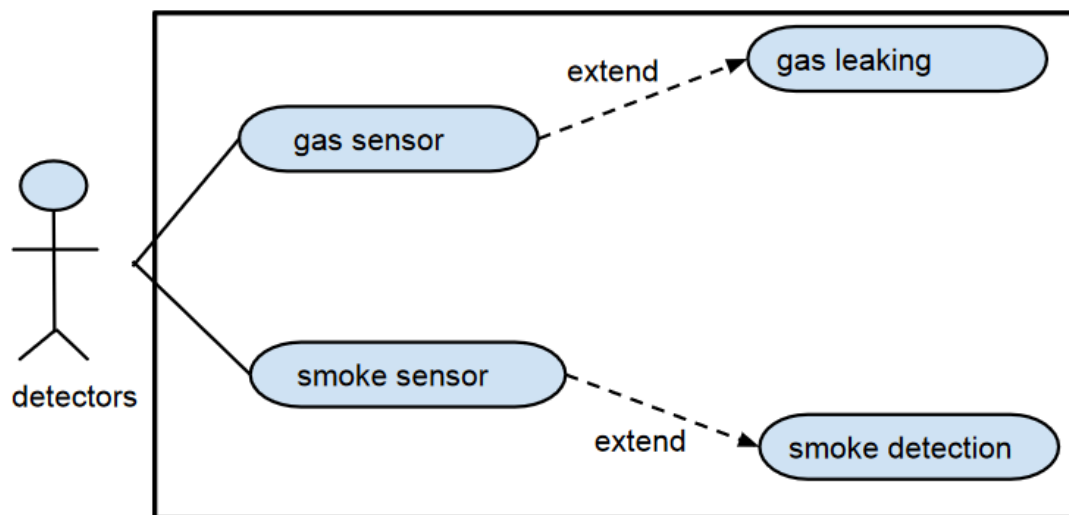 gas leaking
extend
gas sensor
smoke sensor
detectors
extend
smoke detection